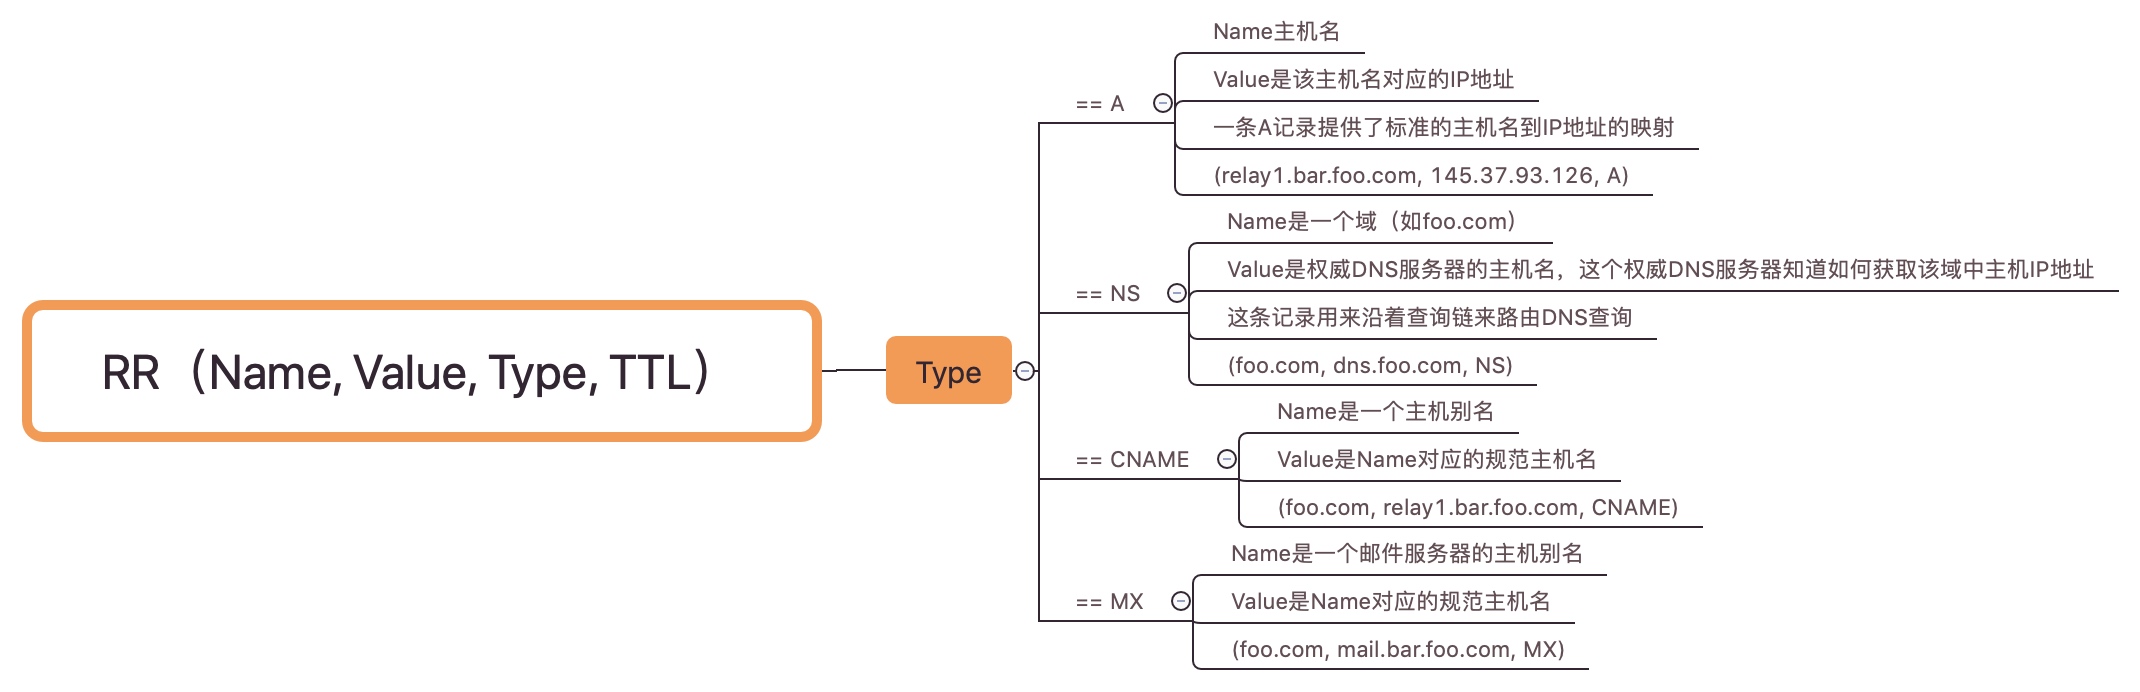 RR（Name, Value, Type, TTL）
Type
== A
Name主机名
Value是该主机名对应的IP地址
一条A记录提供了标准的主机名到IP地址的映射
(relay1.bar.foo.com, 145.37.93.126, A)
== NS
Name是一个域（如foo.com）
Value是权威DNS服务器的主机名，这个权威DNS服务器知道如何获取该域中主机IP地址
这条记录用来沿着查询链来路由DNS查询
(foo.com, dns.foo.com, NS)
== CNAME
Name是一个主机别名
Value是Name对应的规范主机名
(foo.com, relay1.bar.foo.com, CNAME)
== MX
Name是一个邮件服务器的主机别名
Value是Name对应的规范主机名
(foo.com, mail.bar.foo.com, MX)